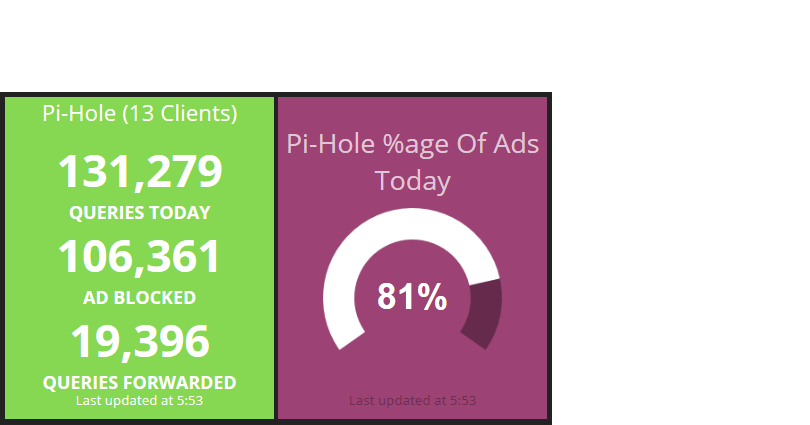 Pi-Hole (13 Clients)
131,279
QUERIES TODAY
106,361
AD BLOCKED
19,396
QUERIES FORWARDED
Last updated at 5:53
Pi-Hole %age Of Ads
Today
81%
Last updated at 5:53